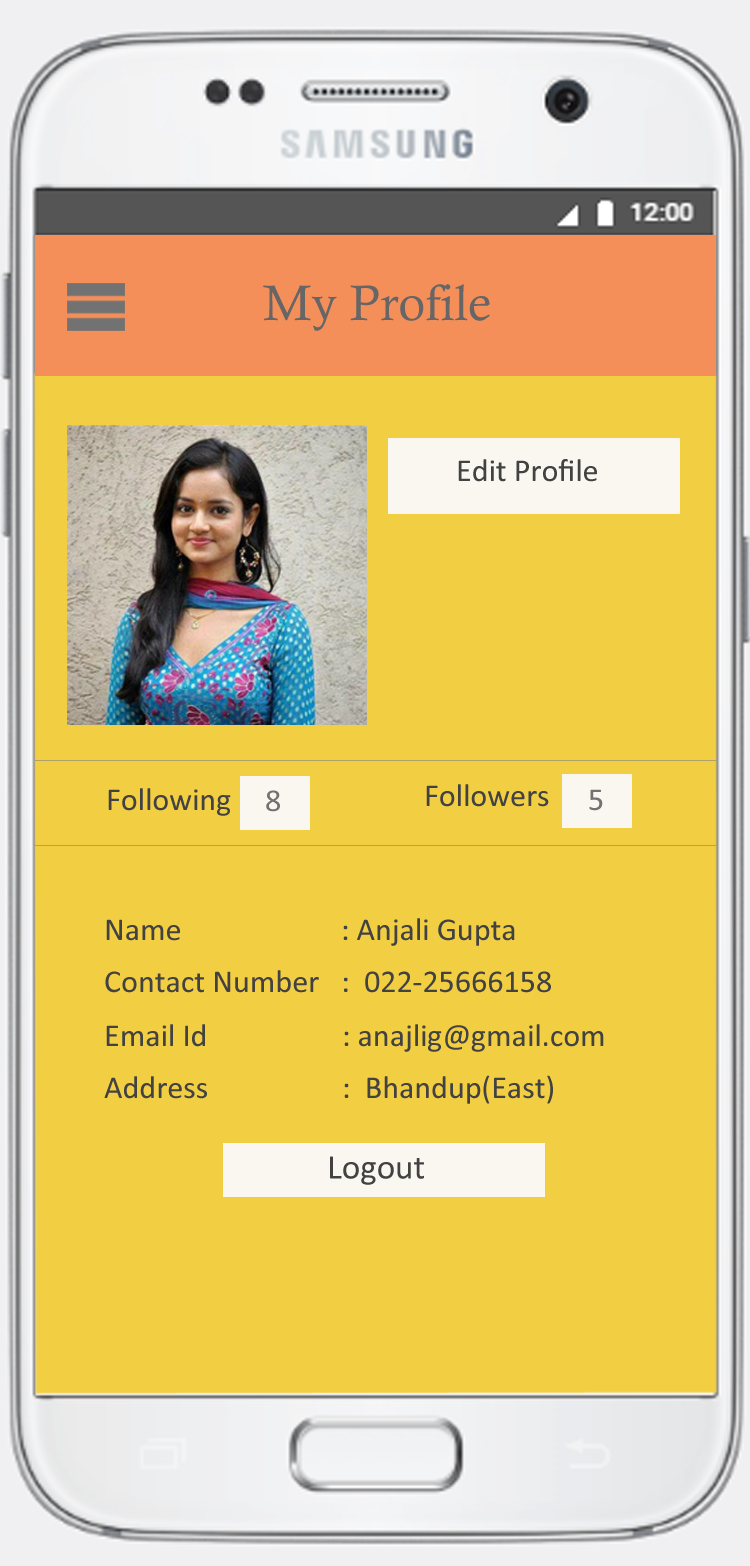 SAMSUNG
12:00
My Profile
Edit Profile
Following 8 Followers 5
Name : Anjali Gupta
Contact Number : 022-25666158
Email Id : anajlig@gmail.com
Address : Bhandup(East)
Logout